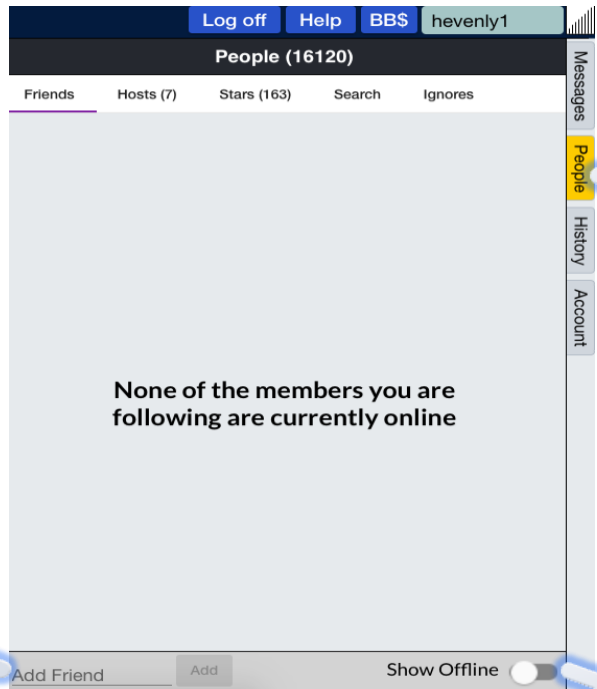 Log off Help BB$ hevenly1
People (16120)
Friends Hosts (7) Stars (163) Search Ignores
Messages
People
History
Account
None of the members you are
following are currently online
Add Friend Add Show Offline